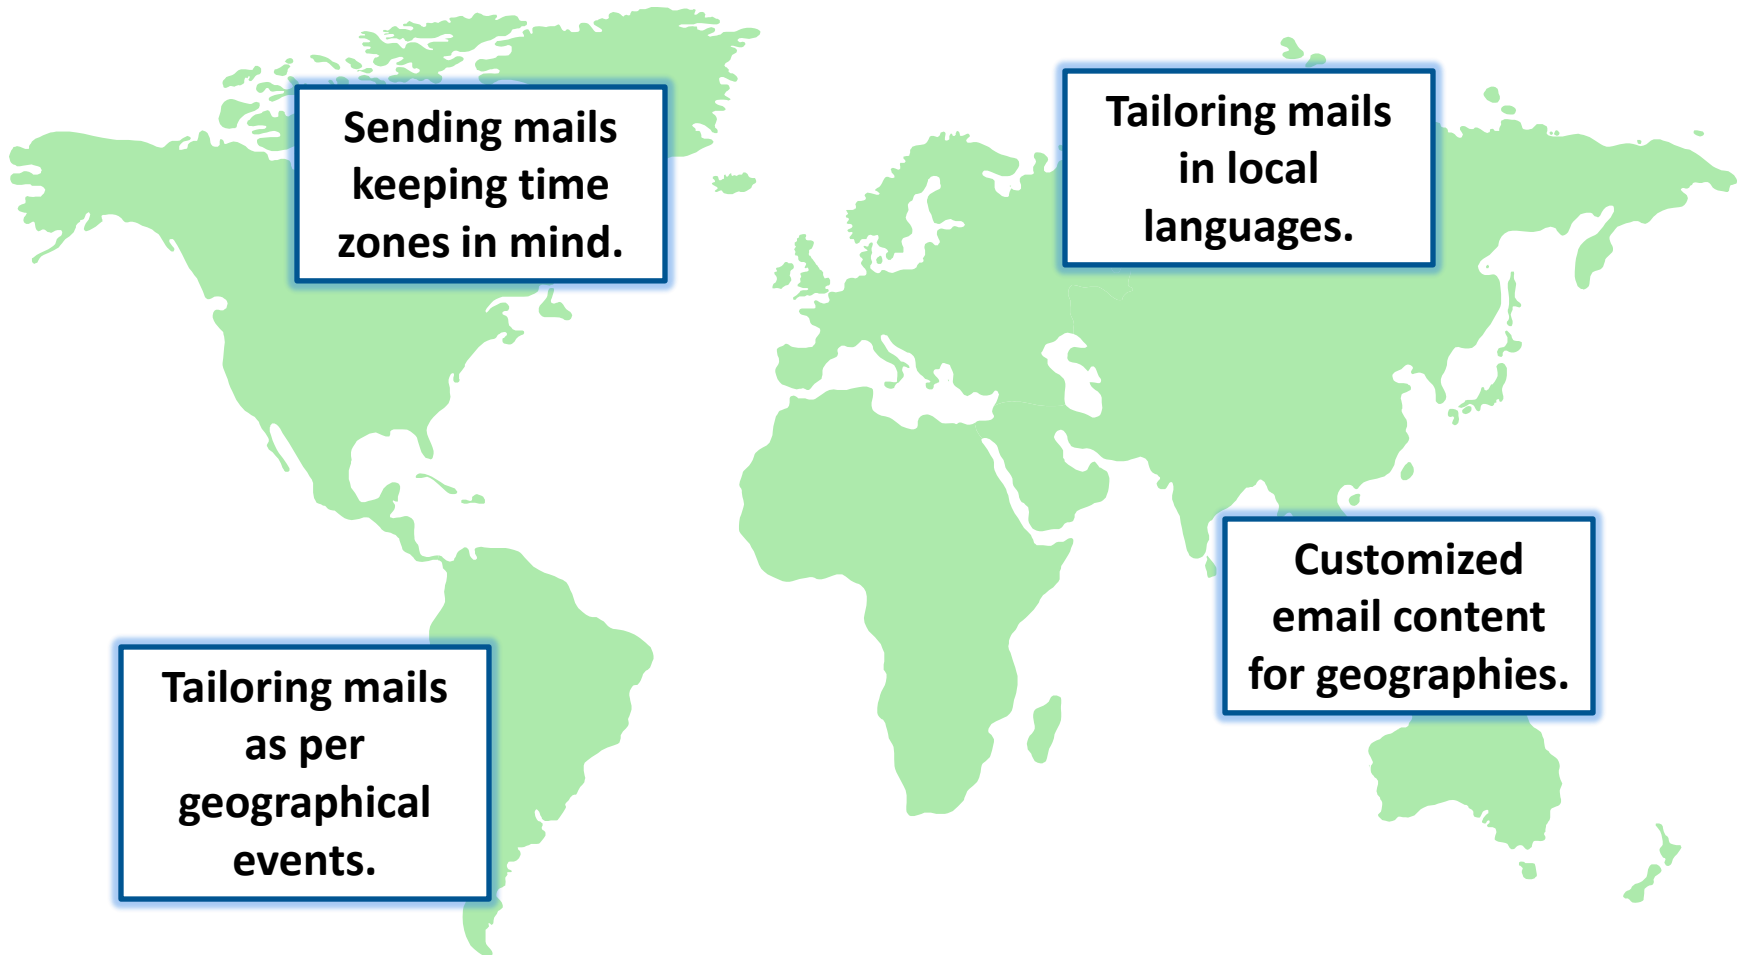 Sending mails
keeping time
zones in mind.
Tailoring mails
in local
languages.
Customized
email content
for geographies.
Tailoring mails
as per
geographical
events.